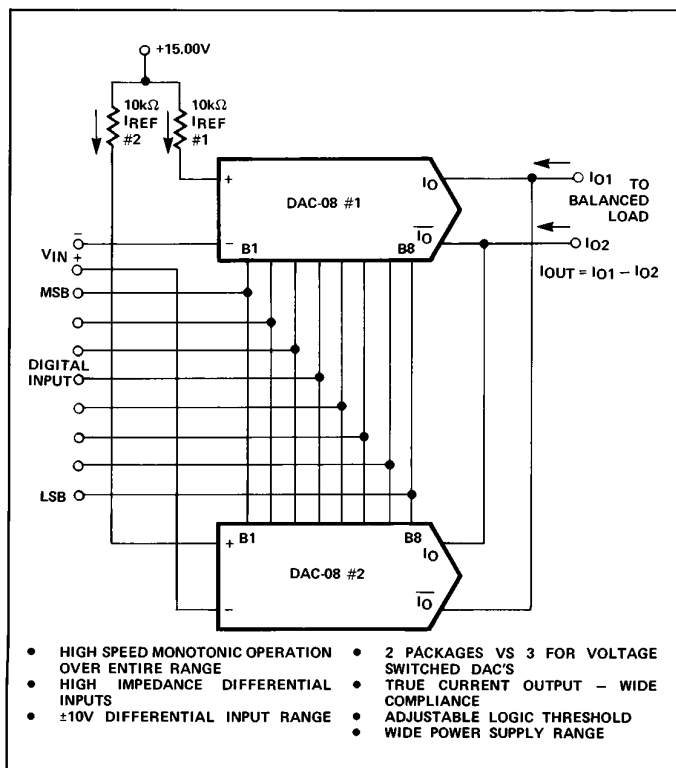 +15.00V
10kΩ
IREF
#2
10kΩ
IREF
#1
+
IO
IO1
TO
BALANCED
LOAD
DAC-08 #1
−
VIN
+
−
B1
B8
IO
IO2
IOUT = IO1 − IO2
MSB
DIGITAL
INPUT
LSB
B1
B8
+
IO
DAC-08 #2
−
IO
● HIGH SPEED MONOTONIC OPERATION
OVER ENTIRE RANGE
● HIGH IMPEDANCE DIFFERENTIAL
INPUTS
● ±10V DIFFERENTIAL INPUT RANGE
● 2 PACKAGES VS 3 FOR VOLTAGE
SWITCHED DAC'S
● TRUE CURRENT OUTPUT – WIDE
COMPLIANCE
● ADJUSTABLE LOGIC THRESHOLD
● WIDE POWER SUPPLY RANGE